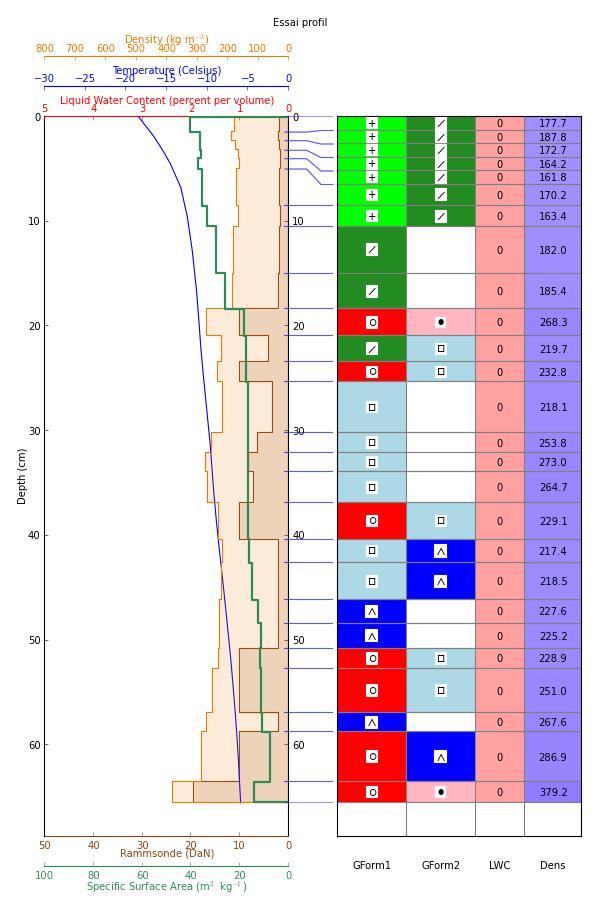 Essai profil
Density (kg m⁻³)
800 700 600 500 400 300 200 100 0
Temperature (Celsius)
−30 −25 −20 −15 −10 −5 0
Liquid Water Content (percent per volume)
5 4 3 2 1 0
0 0
10 10
20 20
30 30
40 40
50 50
60 60
Depth (cm)
0 177.7
0 187.8
0 172.7
0 164.2
0 161.8
0 170.2
0 163.4
0 182.0
0 185.4
0 268.3
0 219.7
0 232.8
0 218.1
0 253.8
0 273.0
0 264.7
0 229.1
0 217.4
0 218.5
0 227.6
0 225.2
0 228.9
0 251.0
0 267.6
0 286.9
0 379.2
50 40 30 20 10 0
Rammsonde (DaN)
100 80 60 40 20 0
Specific Surface Area (m² kg⁻¹)
GForm1 GForm2 LWC Dens